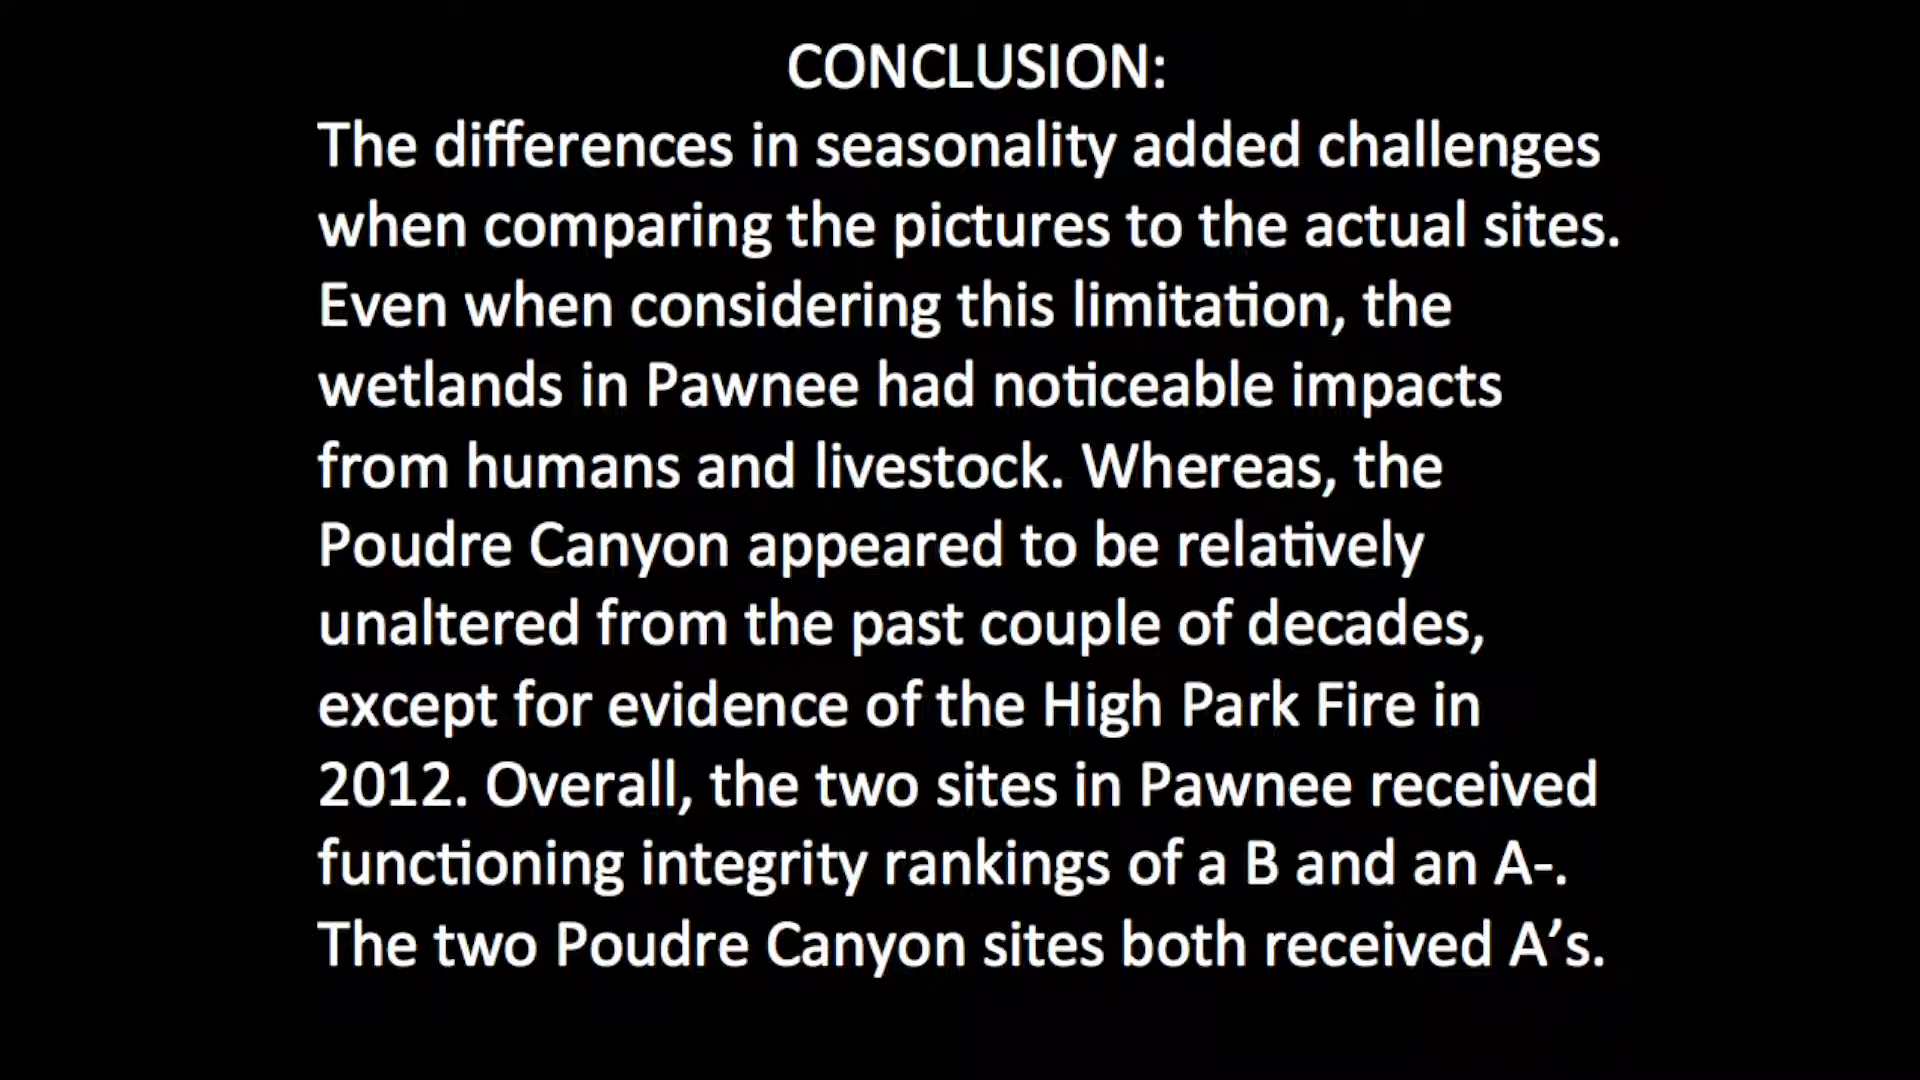 CONCLUSION:
The differences in seasonality added challenges
when comparing the pictures to the actual sites.
Even when considering this limitation, the
wetlands in Pawnee had noticeable impacts
from humans and livestock. Whereas, the
Poudre Canyon appeared to be relatively
unaltered from the past couple of decades,
except for evidence of the High Park Fire in
2012. Overall, the two sites in Pawnee received
functioning integrity rankings of a B and an A-.
The two Poudre Canyon sites both received A’s.